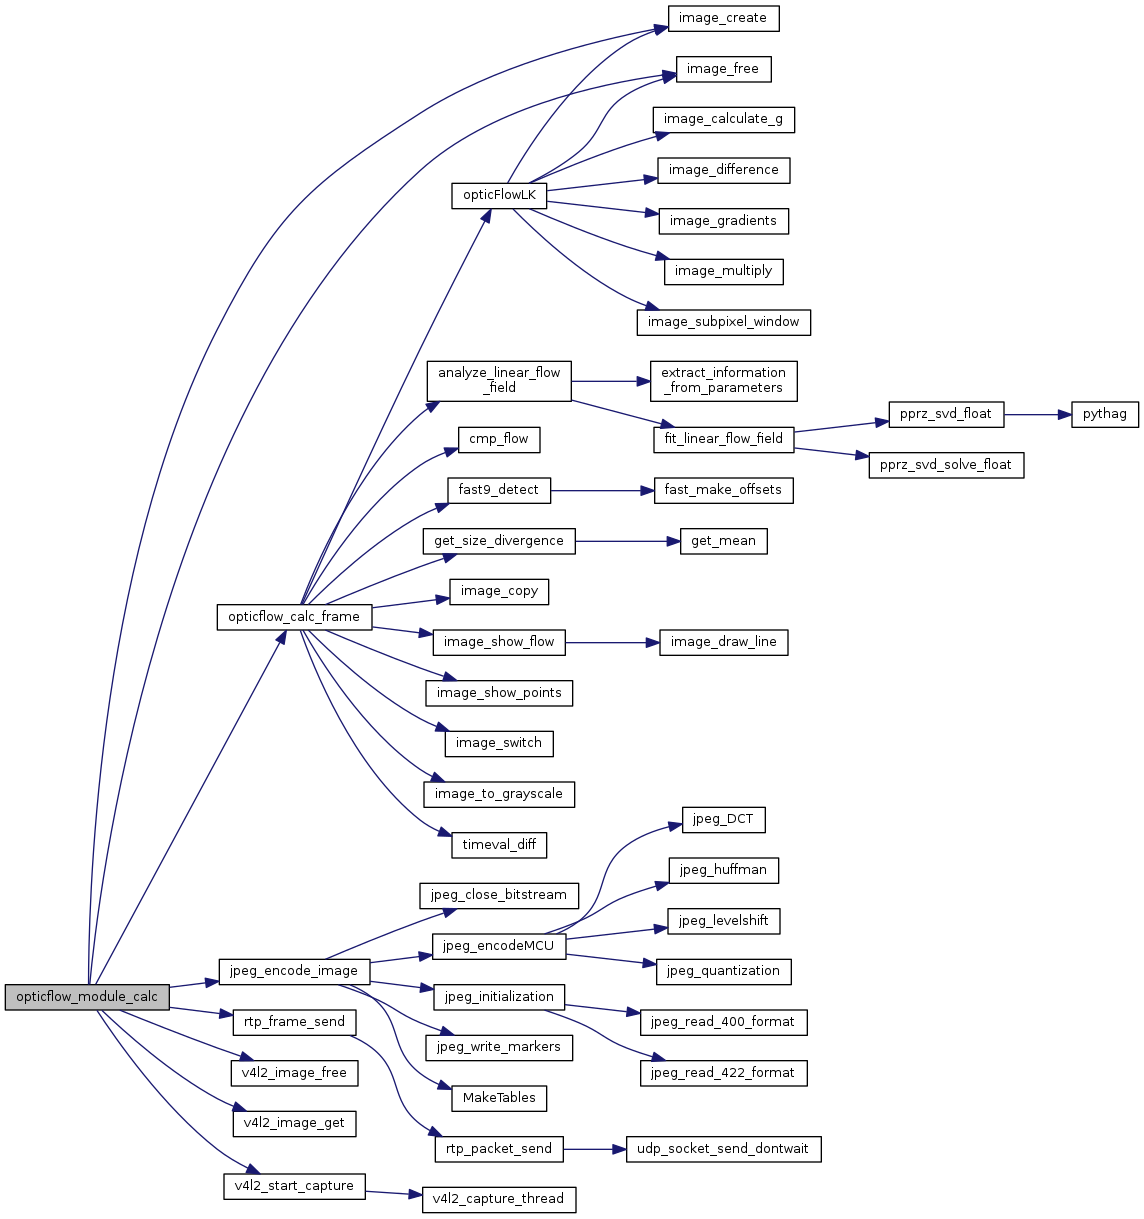 image_create
image_free
image_calculate_g
image_difference
opticFlowLK
image_gradients
image_multiply
image_subpixel_window
analyze_linear_flow
_field
extract_information
_from_parameters
pprz_svd_float
pythag
cmp_flow
fit_linear_flow_field
pprz_svd_solve_float
fast9_detect
fast_make_offsets
get_size_divergence
get_mean
image_copy
opticflow_calc_frame
image_show_flow
image_draw_line
image_show_points
image_switch
image_to_grayscale
jpeg_DCT
timeval_diff
jpeg_huffman
jpeg_close_bitstream
jpeg_levelshift
jpeg_encodeMCU
jpeg_encode_image
jpeg_quantization
opticflow_module_calc
jpeg_initialization
rtp_frame_send
jpeg_read_400_format
jpeg_write_markers
v4l2_image_free
jpeg_read_422_format
MakeTables
v4l2_image_get
rtp_packet_send
udp_socket_send_dontwait
v4l2_start_capture
v4l2_capture_thread